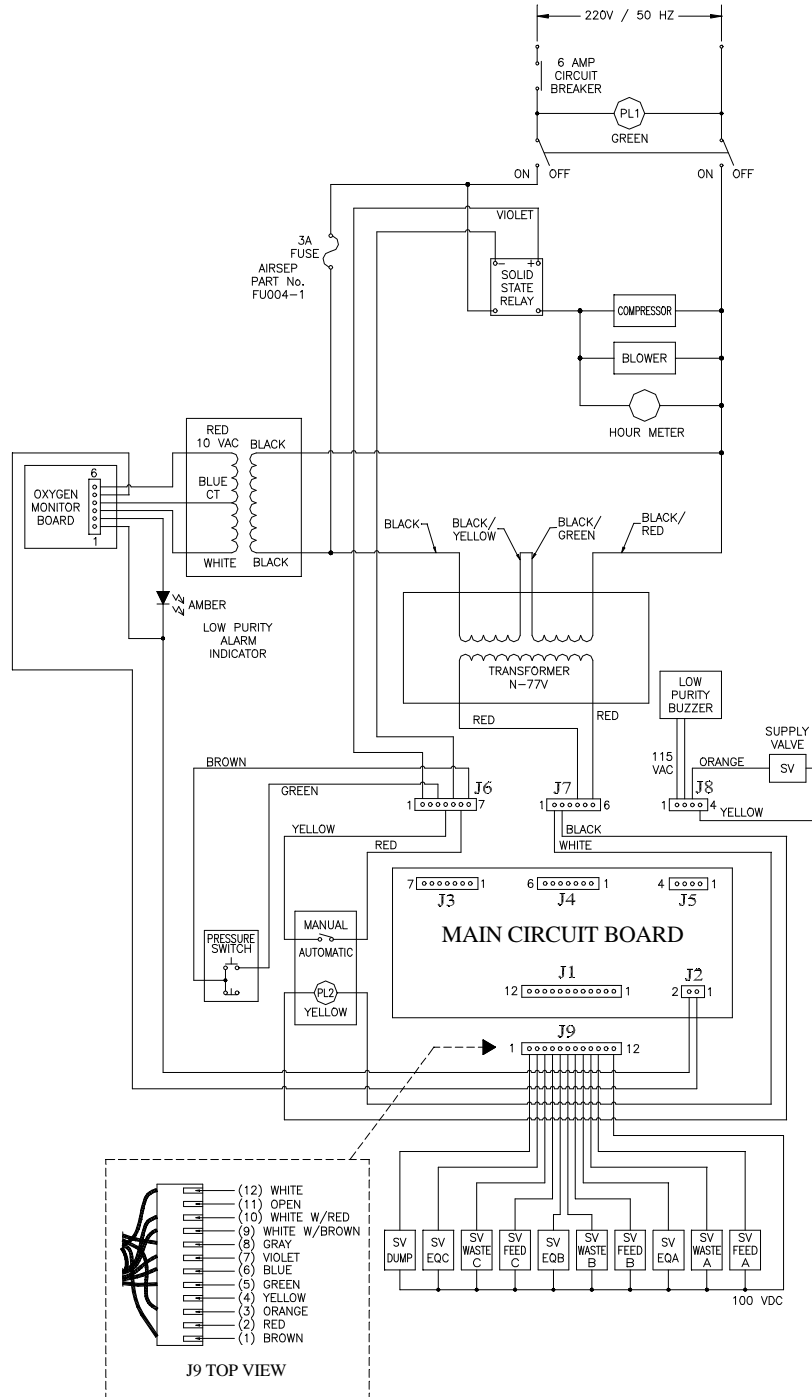 220V / 50 HZ
6 AMP
CIRCUIT
BREAKER
PL1
GREEN
ON OFF
ON OFF
VIOLET
3A
FUSE
AIRSEP
PART No.
FU004-1
- +
SOLID
STATE
RELAY
COMPRESSOR
BLOWER
HOUR METER
RED
10 VAC
BLACK
BLUE
CT
WHITE
BLACK
6
OXYGEN
MONITOR
BOARD
1
AMBER
LOW PURITY
ALARM
INDICATOR
BLACK
BLACK/
YELLOW
BLACK/
GREEN
BLACK/
RED
TRANSFORMER
N-77V
RED
RED
LOW
PURITY
BUZZER
115
VAC
SUPPLY
VALVE
ORANGE
SV
YELLOW
BROWN
GREEN
J6
1 7
J7
1 6
J8
1 4
YELLOW
RED
BLACK
WHITE
7 1
J3
6 1
J4
4 1
J5
MAIN CIRCUIT BOARD
MANUAL
AUTOMATIC
PRESSURE
SWITCH
PL2
YELLOW
J1
12 1
J2
2 1
J9
1 12
SV
DUMP
SV
EQC
SV
WASTE
C
SV
FEED
C
SV
EQB
SV
WASTE
B
SV
FEED
B
SV
EQA
SV
WASTE
A
SV
FEED
A
100 VDC
(12) WHITE
(11) OPEN
(10) WHITE W/RED
(9) WHITE W/BROWN
(8) GRAY
(7) VIOLET
(6) BLUE
(5) GREEN
(4) YELLOW
(3) ORANGE
(2) RED
(1) BROWN
J9 TOP VIEW